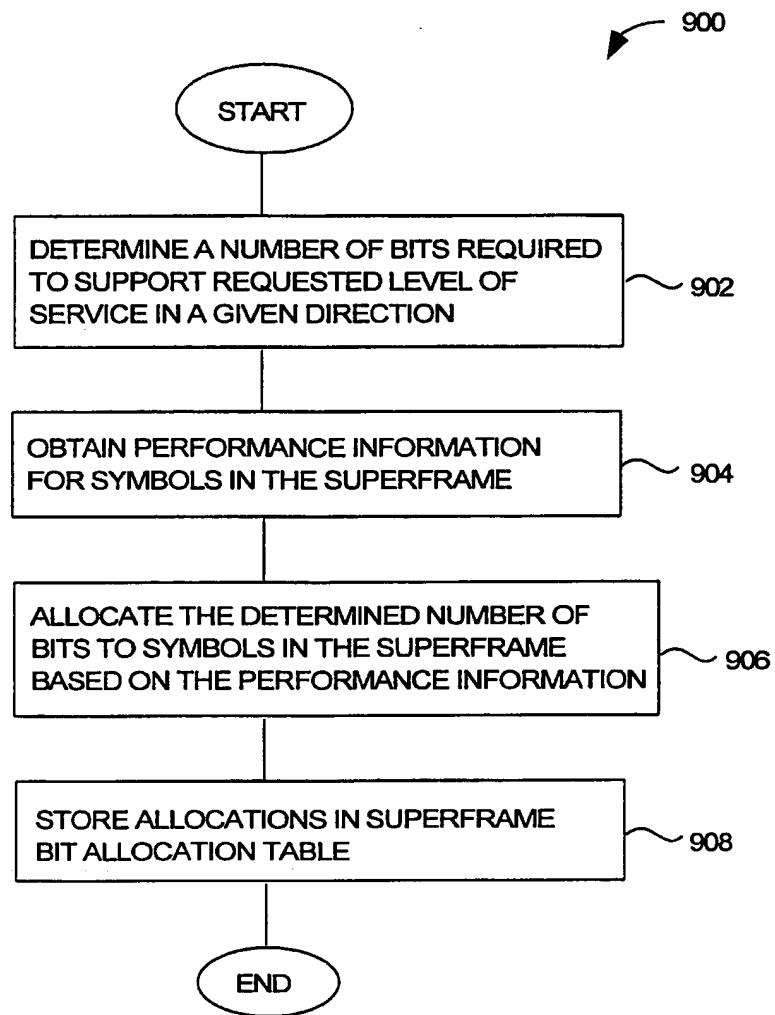 900
START
DETERMINE A NUMBER OF BITS REQUIRED
TO SUPPORT REQUESTED LEVEL OF
SERVICE IN A GIVEN DIRECTION
902
OBTAIN PERFORMANCE INFORMATION
FOR SYMBOLS IN THE SUPERFRAME
904
ALLOCATE THE DETERMINED NUMBER OF
BITS TO SYMBOLS IN THE SUPERFRAME
BASED ON THE PERFORMANCE INFORMATION
906
STORE ALLOCATIONS IN SUPERFRAME
BIT ALLOCATION TABLE
908
END